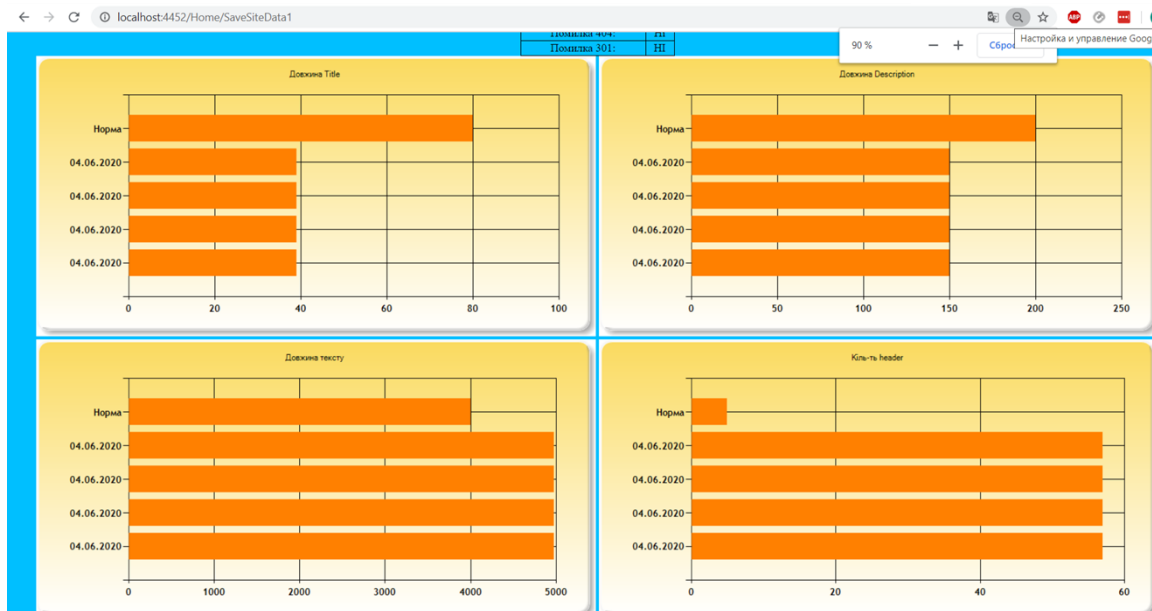 localhost:4452/Home/SaveSiteData1
ABP
Помилка 404: НІ
Помилка 301: НІ
90 %
− +
Настройка и управление Goog
Довжина Title
Норма
04.06.2020
04.06.2020
04.06.2020
04.06.2020
0 20 40 60 80 100
Довжина Description
Норма
04.06.2020
04.06.2020
04.06.2020
04.06.2020
0 50 100 150 200 250
Довжина тексту
Норма
04.06.2020
04.06.2020
04.06.2020
04.06.2020
0 1000 2000 3000 4000 5000
Кіль-ть header
Норма
04.06.2020
04.06.2020
04.06.2020
04.06.2020
0 20 40 60